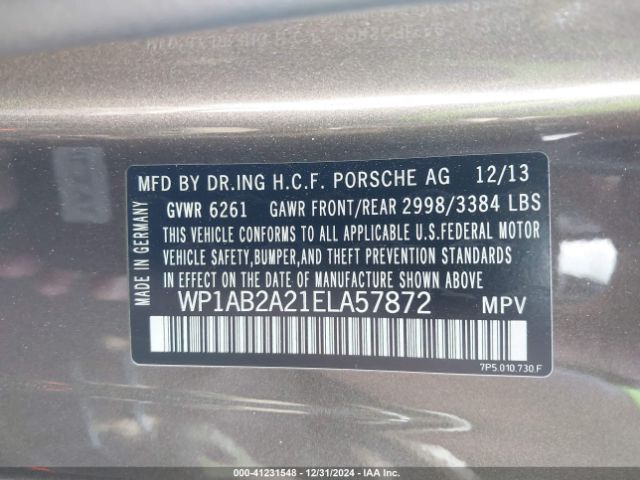 MFD BY DR.ING H.C.F. PORSCHE AG 12/13
GVWR 6261 GAWR FRONT/REAR 2998/3384 LBS
THIS VEHICLE CONFORMS TO ALL APPLICABLE U.S.FEDERAL MOTOR
VEHICLE SAFETY,BUMPER,AND THEFT PREVENTION STANDARDS
IN EFFECT ON THE DATE OF MANUFACTURE SHOWN ABOVE
WP1AB2A21ELA57872 MPV
7P5.010.730.F
MADE IN GERMANY
000-41231548 - 12/31/2024 - IAA Inc.